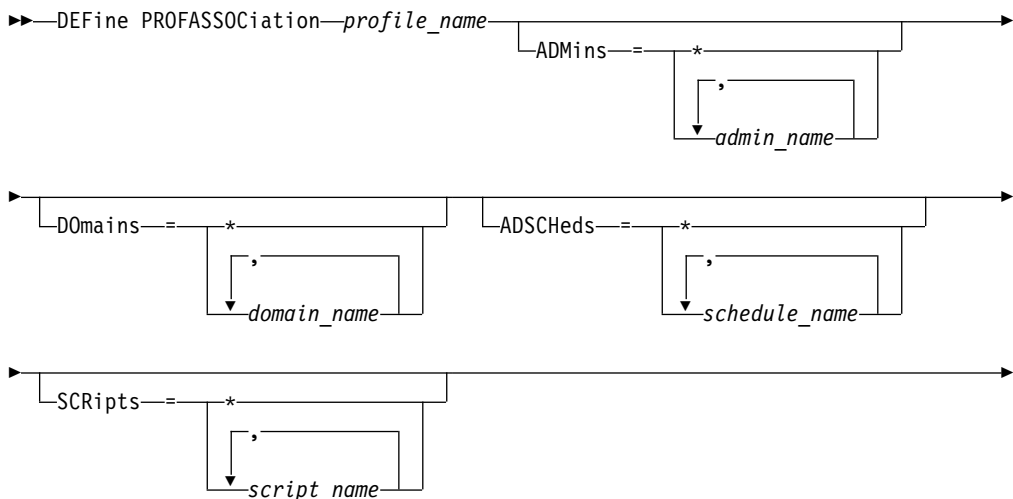 DEFine PROFASSOCiation profile_name
ADMins = *
,
admin_name
DOmains = *
,
domain_name
ADSCHeds = *
,
schedule_name
SCRipts = *
,
script_name